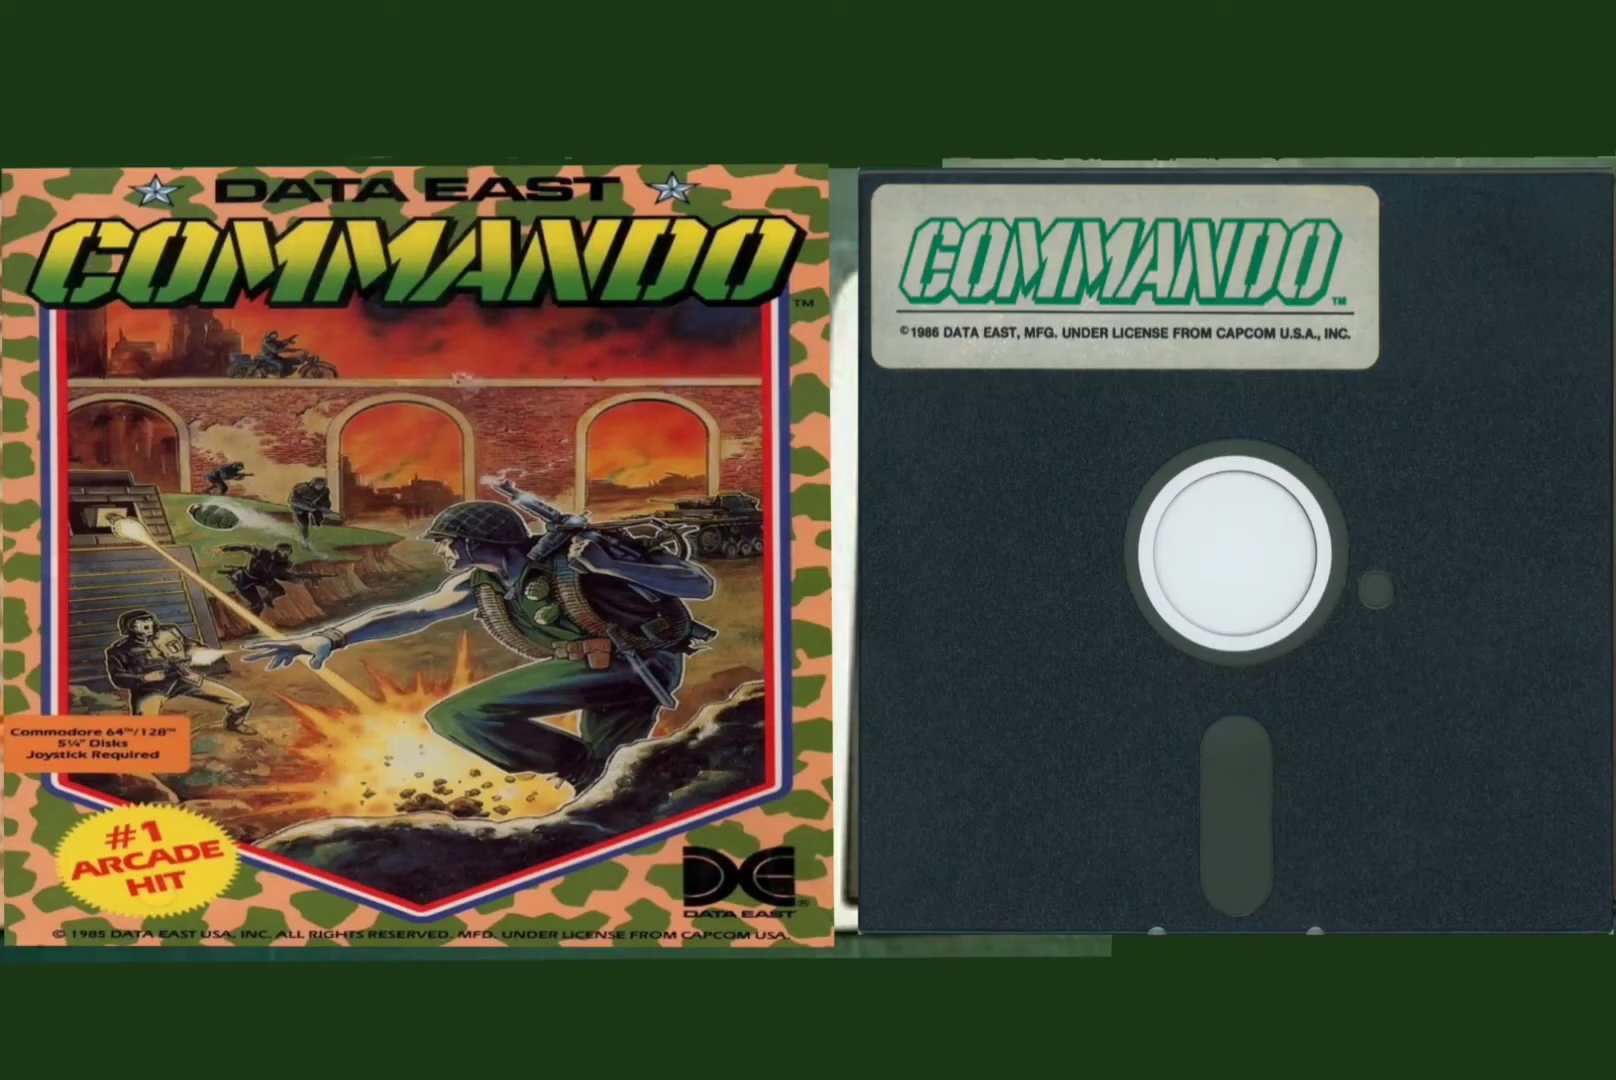 DATA EAST
COMMANDO
TM
Commodore 64™/128™
5¼" Disks
Joystick Required
#1
ARCADE
HIT
DATA EAST®
© 1985 DATA EAST USA, INC. ALL RIGHTS RESERVED. MFD. UNDER LICENSE FROM CAPCOM USA.
COMMANDO™
©1986 DATA EAST, MFG. UNDER LICENSE FROM CAPCOM U.S.A., INC.